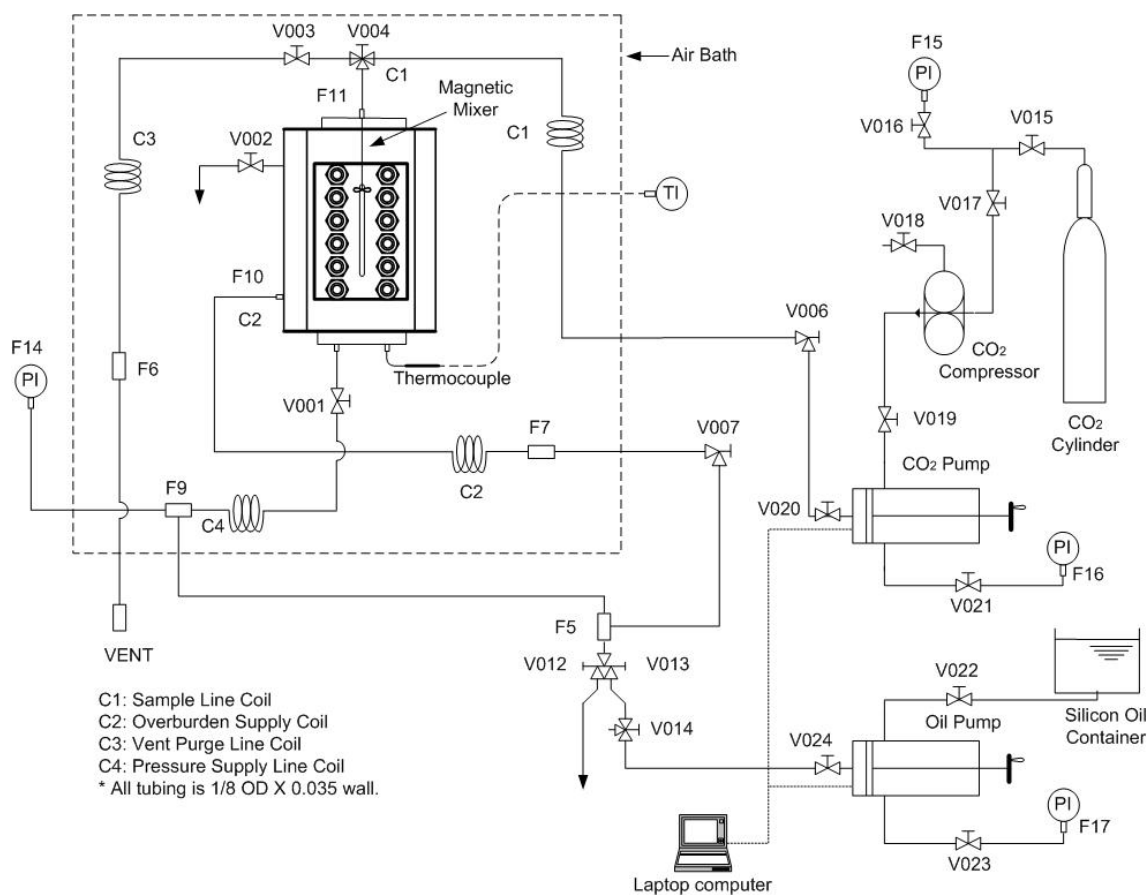 V003
V004
F15
PI
Air Bath
C1
V016
V015
F11
Magnetic
Mixer
C3
V002
C1
V017
TI
V018
F10
C2
V006
F14
PI
F6
Thermocouple
CO2
Compressor
V001
V019
CO2
Cylinder
F7
V007
CO2 Pump
F9
C4
C2
V020
PI
F16
V021
F5
VENT
V012
V013
V022
C1: Sample Line Coil
C2: Overburden Supply Coil
C3: Vent Purge Line Coil
C4: Pressure Supply Line Coil
* All tubing is 1/8 OD X 0.035 wall.
V014
Oil Pump
Silicon Oil
Container
V024
PI
F17
V023
Laptop computer